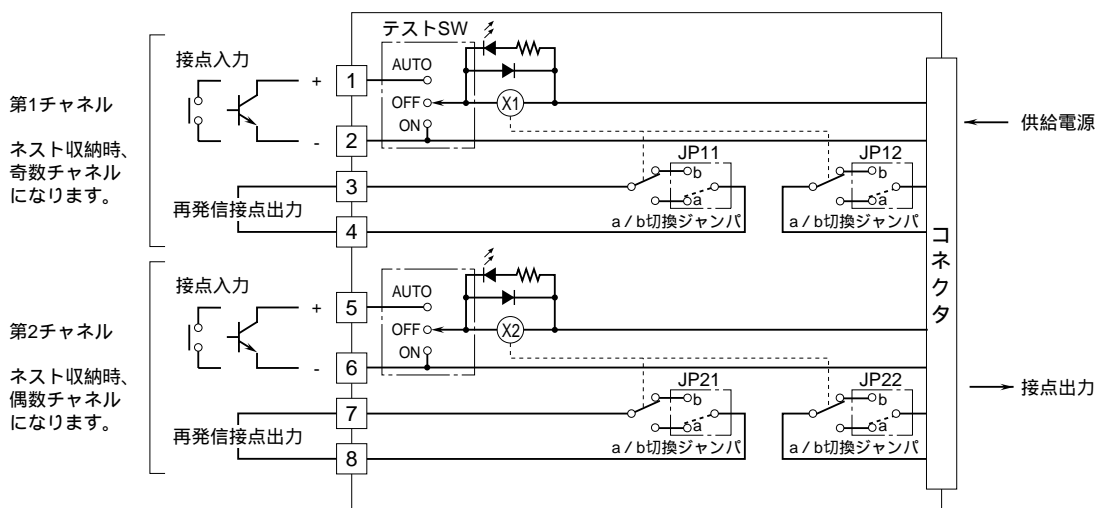 テストSW
接点入力
AUTO
+
1
X1
第1チャネル
OFF
供給電源
ON
-
2
ネスト収納時、
奇数チャネル
になります。
JP11
JP12
3
b
b
再発信接点出力
a
a
4
a / b切換ジャンパ
a / b切換ジャンパ
コネクタ
接点入力
AUTO
+
5
X2
第2チャネル
OFF
ON
-
6
ネスト収納時、
偶数チャネル
になります。
JP21
JP22
接点出力
7
b
b
再発信接点出力
a
a
8
a / b切換ジャンパ
a / b切換ジャンパ